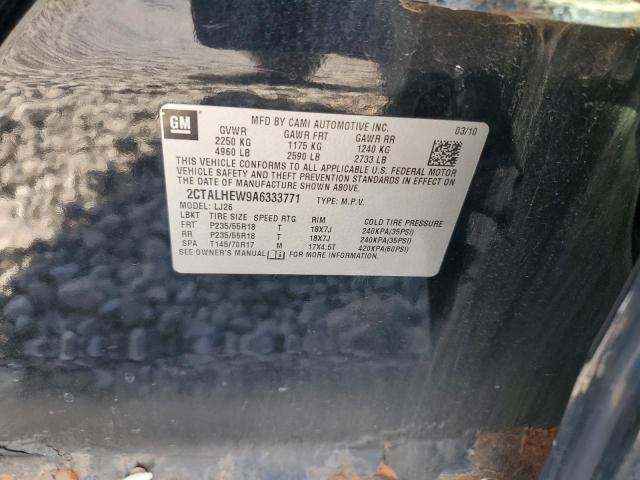 GM
MFD BY CAMI AUTOMOTIVE INC. 03/10
GVWR GAWR FRT GAWR RR
2250 KG 1175 KG 1240 KG
4960 LB 2590 LB 2733 LB
THIS VEHICLE CONFORMS TO ALL APPLICABLE U.S. FEDERAL MOTOR
VEHICLE SAFETY AND THEFT PREVENTION STANDARDS IN EFFECT ON
THE DATE OF MANUFACTURE SHOWN ABOVE.
2CTALHEW9A6333771 TYPE: M.P.V.
MODEL: LJ26
LBKT TIRE SIZE SPEED RTG RIM COLD TIRE PRESSURE
FRT P235/55R18 T 18X7J 240KPA(35PSI)
RR P235/55R18 T 18X7J 240KPA(35PSI)
SPA T145/70R17 M 17X4.5T 420KPA(60PSI)
SEE OWNER'S MANUAL FOR MORE INFORMATION.